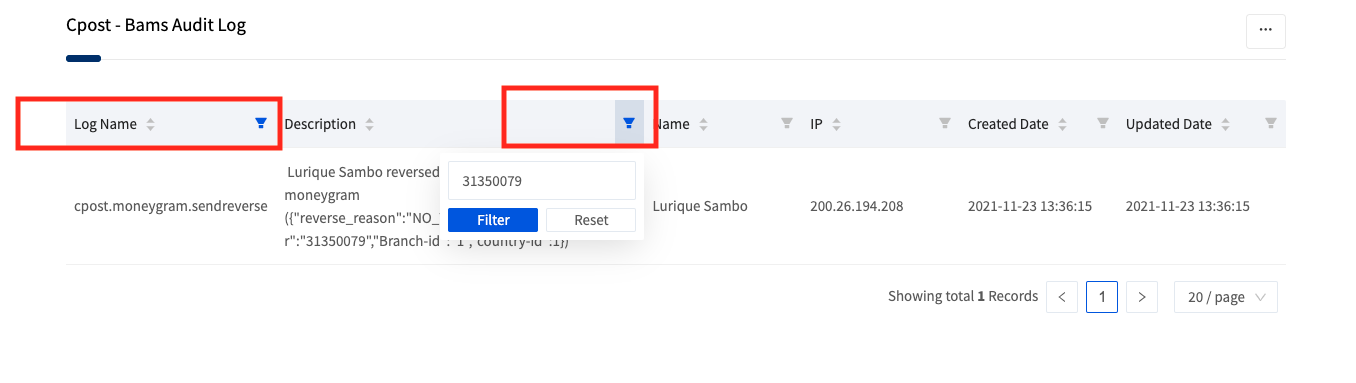 Cpost - Bams Audit Log
...
Log Name Description Name IP Created Date Updated Date
Lurique Sambo reversed
moneygram
({"reverse_reason":"NO_
r":"31350079","Branch-id":"1","country-id":1})
cpost.moneygram.sendreverse
31350079
Filter Reset
Lurique Sambo 200.26.194.208 2021-11-23 13:36:15 2021-11-23 13:36:15
Showing total 1 Records < 1 > 20 / page